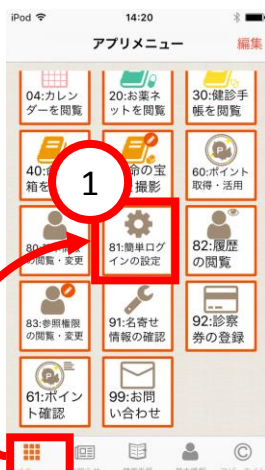 iPod 14:20
アプリメニュー 編集
04:カレン
ダーを閲覧
20:お薬ネ
ットを閲覧
30:健診手
帳を閲覧
40:
箱を
命の宝
撮影
60:ポイント
取得・活用
1
の閲覧・変更
81:簡単ログ
インの設定
82:履歴
の閲覧
83:参照権限
の閲覧・変更
91:名寄せ
情報の確認
92:診察
券の登録
61:ポイン
ト確認
99:お問
い合わせ